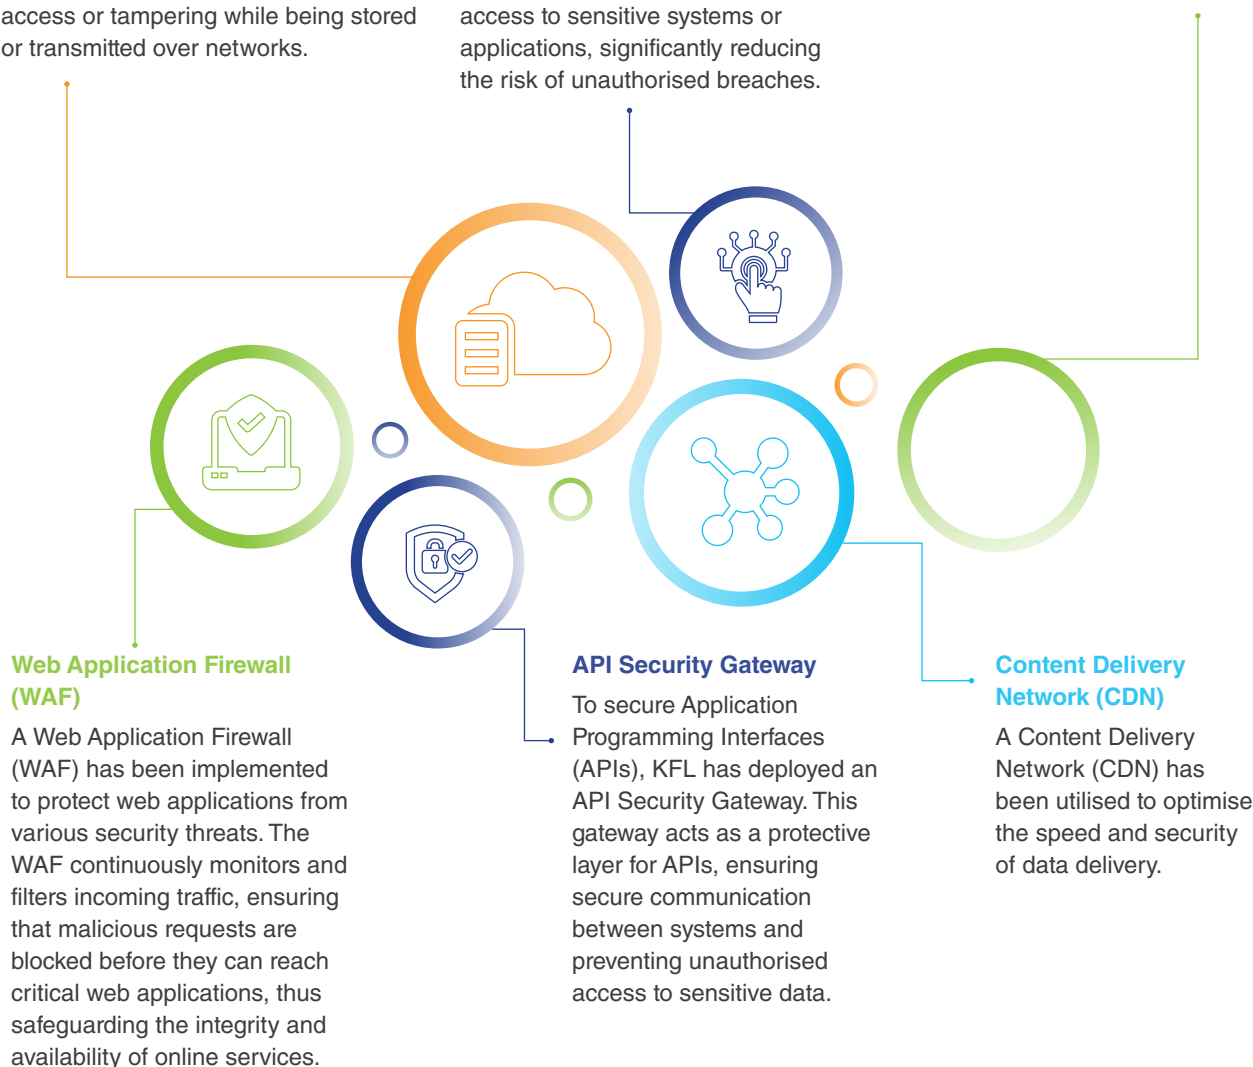 access or tampering while being stored
or transmitted over networks.
access to sensitive systems or
applications, significantly reducing
the risk of unauthorised breaches.
Web Application Firewall
(WAF)
A Web Application Firewall
(WAF) has been implemented
to protect web applications from
various security threats. The
WAF continuously monitors and
filters incoming traffic, ensuring
that malicious requests are
blocked before they can reach
critical web applications, thus
safeguarding the integrity and
availability of online services.
API Security Gateway
To secure Application
Programming Interfaces
(APIs), KFL has deployed an
API Security Gateway. This
gateway acts as a protective
layer for APIs, ensuring
secure communication
between systems and
preventing unauthorised
access to sensitive data.
Content Delivery
Network (CDN)
A Content Delivery
Network (CDN) has
been utilised to optimise
the speed and security
of data delivery.